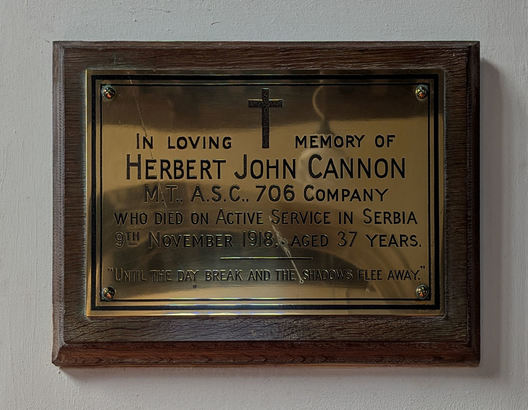 IN LOVING MEMORY OF
HERBERT JOHN CANNON
M.T., A.S.C., 706 COMPANY
WHO DIED ON ACTIVE SERVICE IN SERBIA
9TH NOVEMBER 1918. AGED 37 YEARS.
"UNTIL THE DAY BREAK AND THE SHADOWS FLEE AWAY."